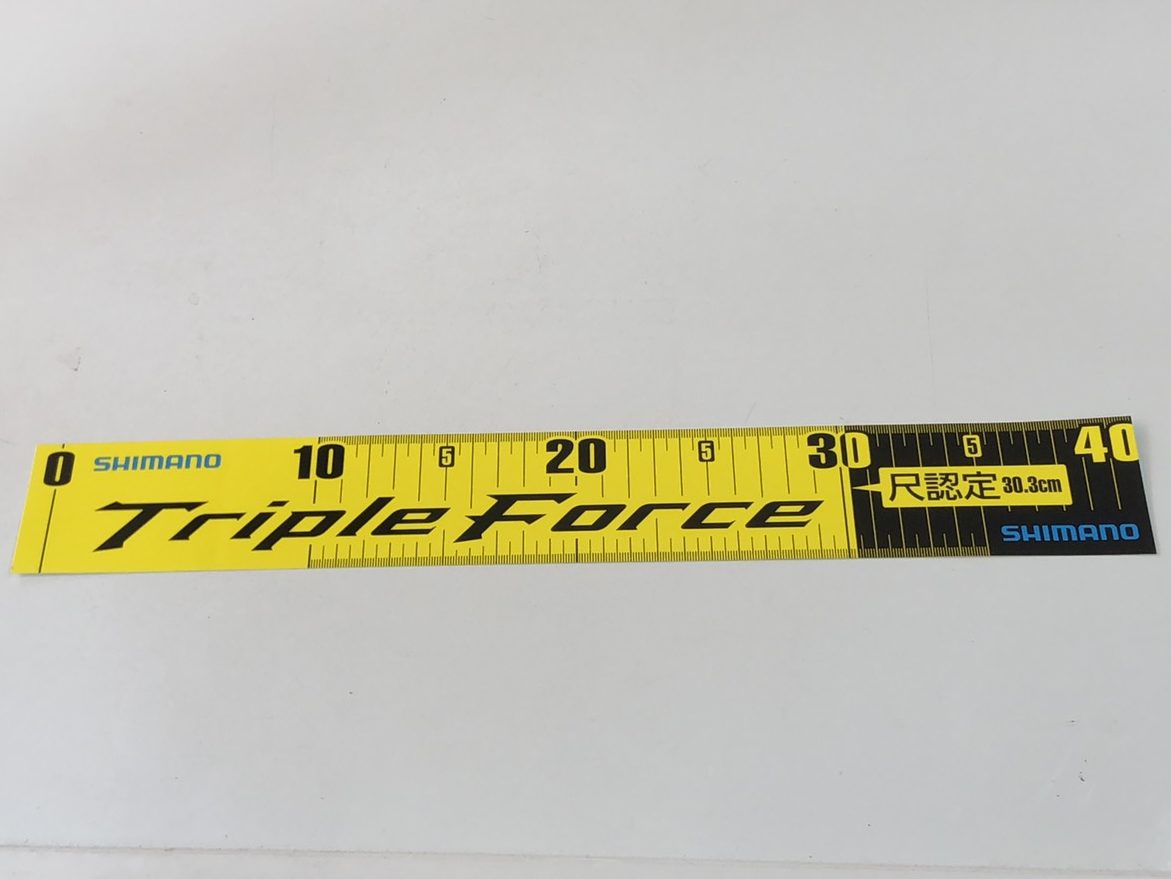 0 SHIMANO 10 5 20 5 30 5 40
Triple Force
尺認定 30.3cm
SHIMANO